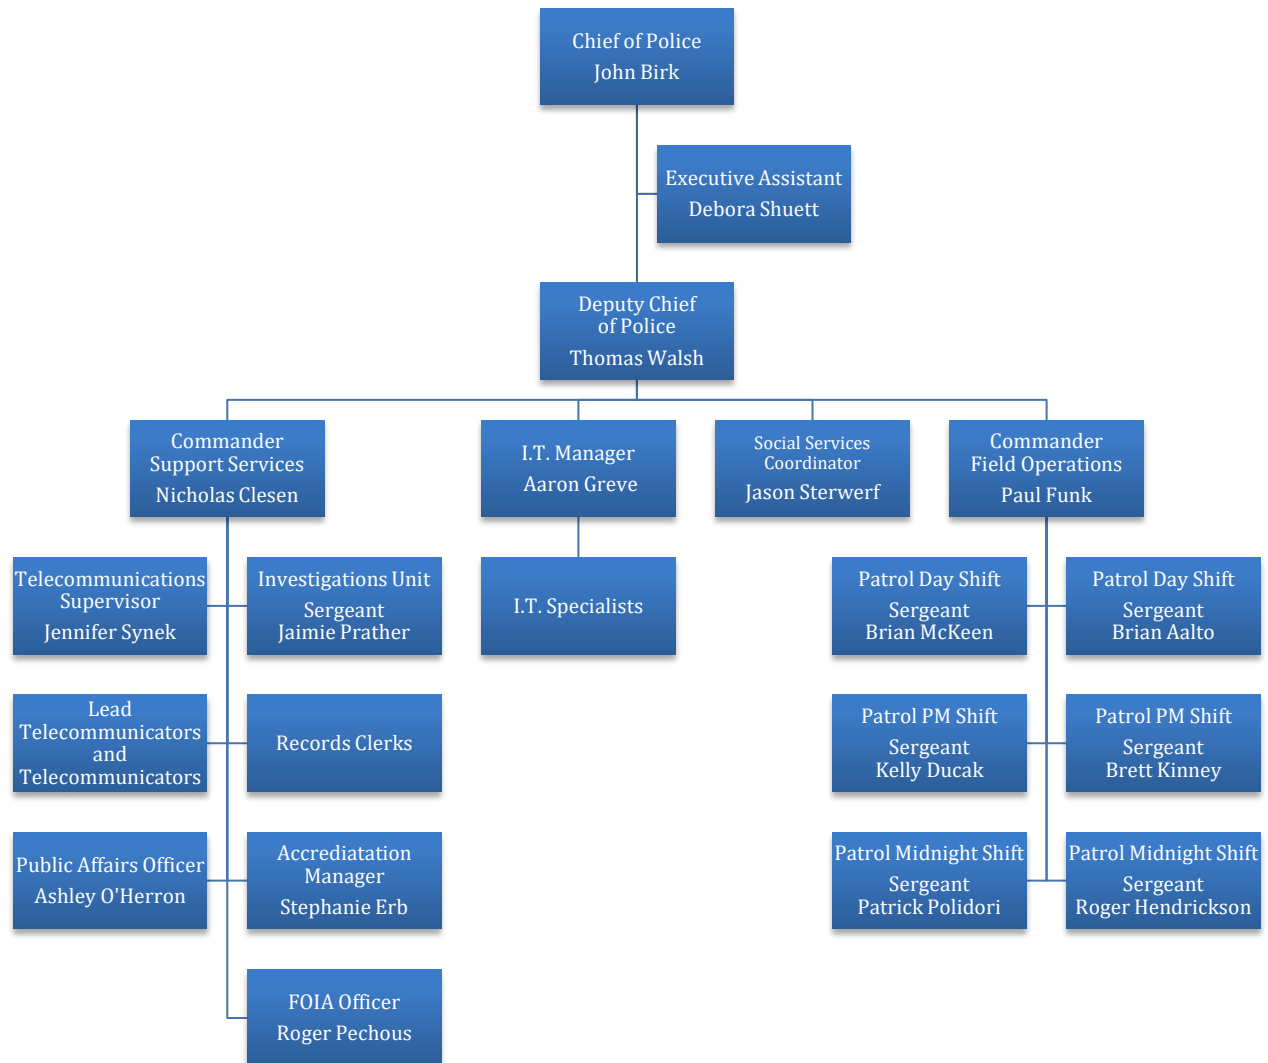 Chief of Police
John Birk
Executive Assistant
Debora Shuett
Deputy Chief
of Police
Thomas Walsh
Commander
Support Services
Nicholas Clesen
I.T. Manager
Aaron Greve
Social Services
Coordinator
Jason Sterwerf
Commander
Field Operations
Paul Funk
Telecommunications
Supervisor
Jennifer Synek
Investigations Unit
Sergeant
Jaimie Prather
I.T. Specialists
Patrol Day Shift
Sergeant
Brian McKeen
Patrol Day Shift
Sergeant
Brian Aalto
Lead
Telecommunicators
and
Telecommunicators
Records Clerks
Patrol PM Shift
Sergeant
Kelly Ducak
Patrol PM Shift
Sergeant
Brett Kinney
Public Affairs Officer
Ashley O'Herron
Accrediatation
Manager
Stephanie Erb
Patrol Midnight Shift
Sergeant
Patrick Polidori
Patrol Midnight Shift
Sergeant
Roger Hendrickson
FOIA Officer
Roger Pechous